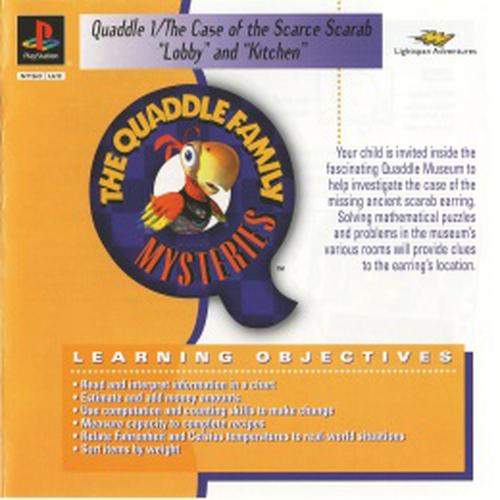 Quaddle 1/The Case of the Scarce Scarab
"Lobby" and "Kitchen"
PlayStation
NTSC U/C
Lightspan Adventures
THE QUADDLE FAMILY
MYSTERIES
TM
Your child is invited inside the
fascinating Quaddle Museum to
help investigate the case of the
missing ancient scarab earring.
Solving mathematical puzzles
and problems in the museum's
various rooms will provide clues
to the earring's location.
LEARNING OBJECTIVES
• Read and interpret information in a chart
• Estimate and add money amounts
• Use computation and counting skills to make change
• Measure capacity to complete recipes
• Relate Fahrenheit and Celsius temperatures to real world situations
• Sort items by weight